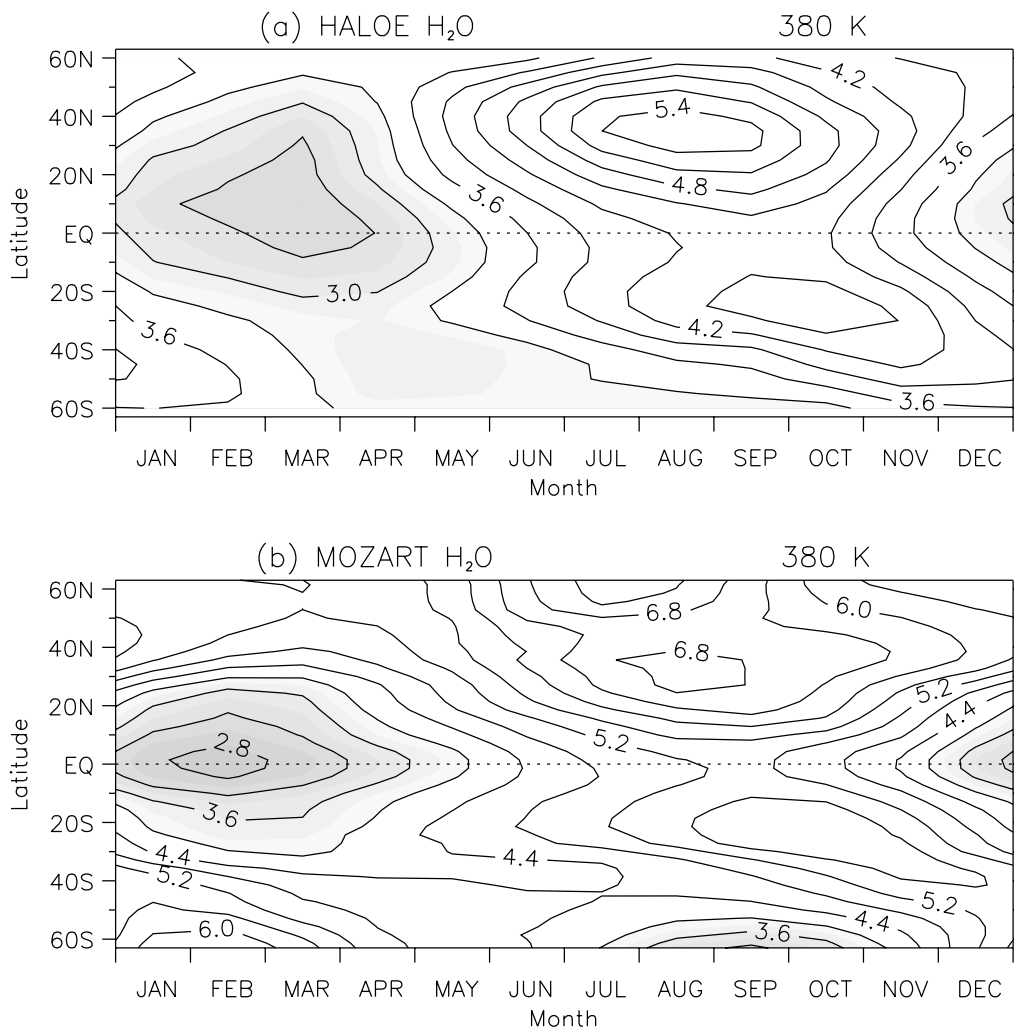 (a) HALOE H₂O 380 K
60N
40N
20N
EQ
20S
40S
60S
Latitude
4.2
5.4
3.6
4.8
3.6
3.0
3.6
4.2
3.6
JAN FEB MAR APR MAY JUN JUL AUG SEP OCT NOV DEC
Month
(b) MOZART H₂O 380 K
60N
40N
20N
EQ
20S
40S
60S
Latitude
6.8
6.0
6.8
5.2
4.4
5.2
2.8
3.6
4.4
4.4
5.2
5.2
4.4
6.0
3.6
JAN FEB MAR APR MAY JUN JUL AUG SEP OCT NOV DEC
Month